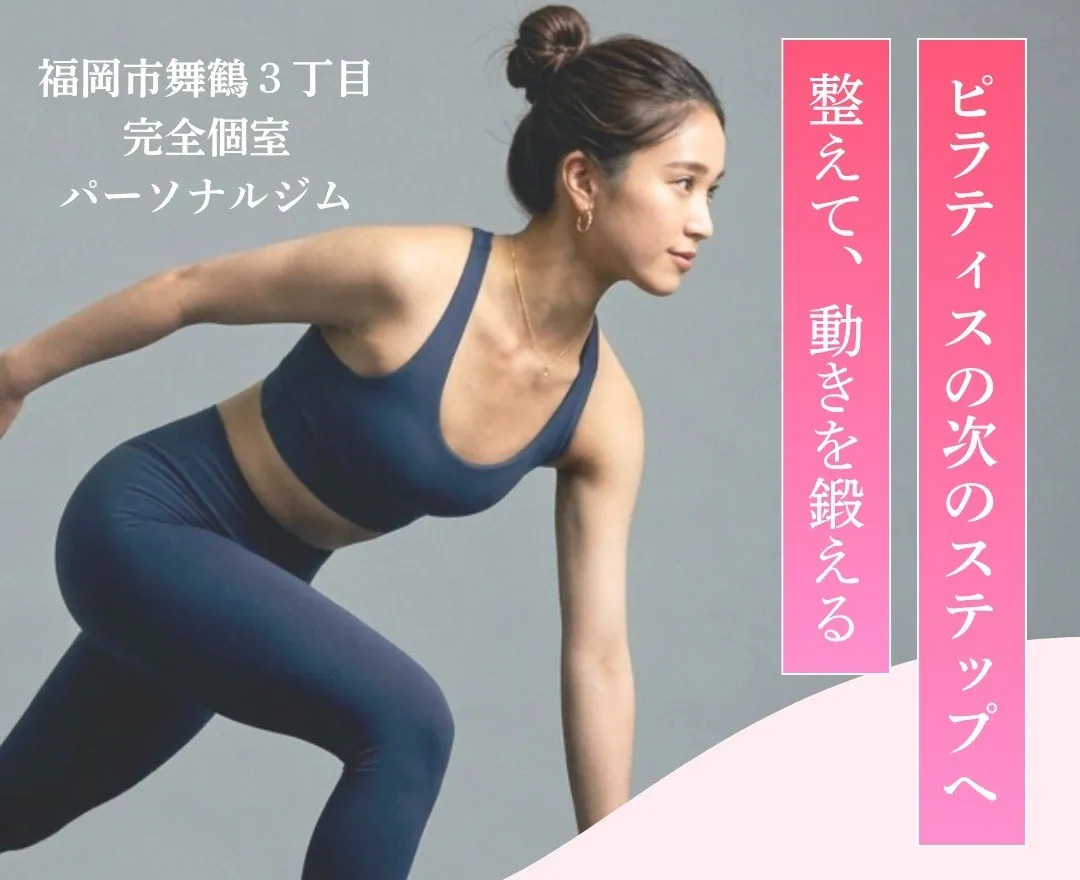 福岡市舞鶴３丁目
完全個室
パーソナルジム
ピラティスの次のステップへ
整えて、動きを鍛える